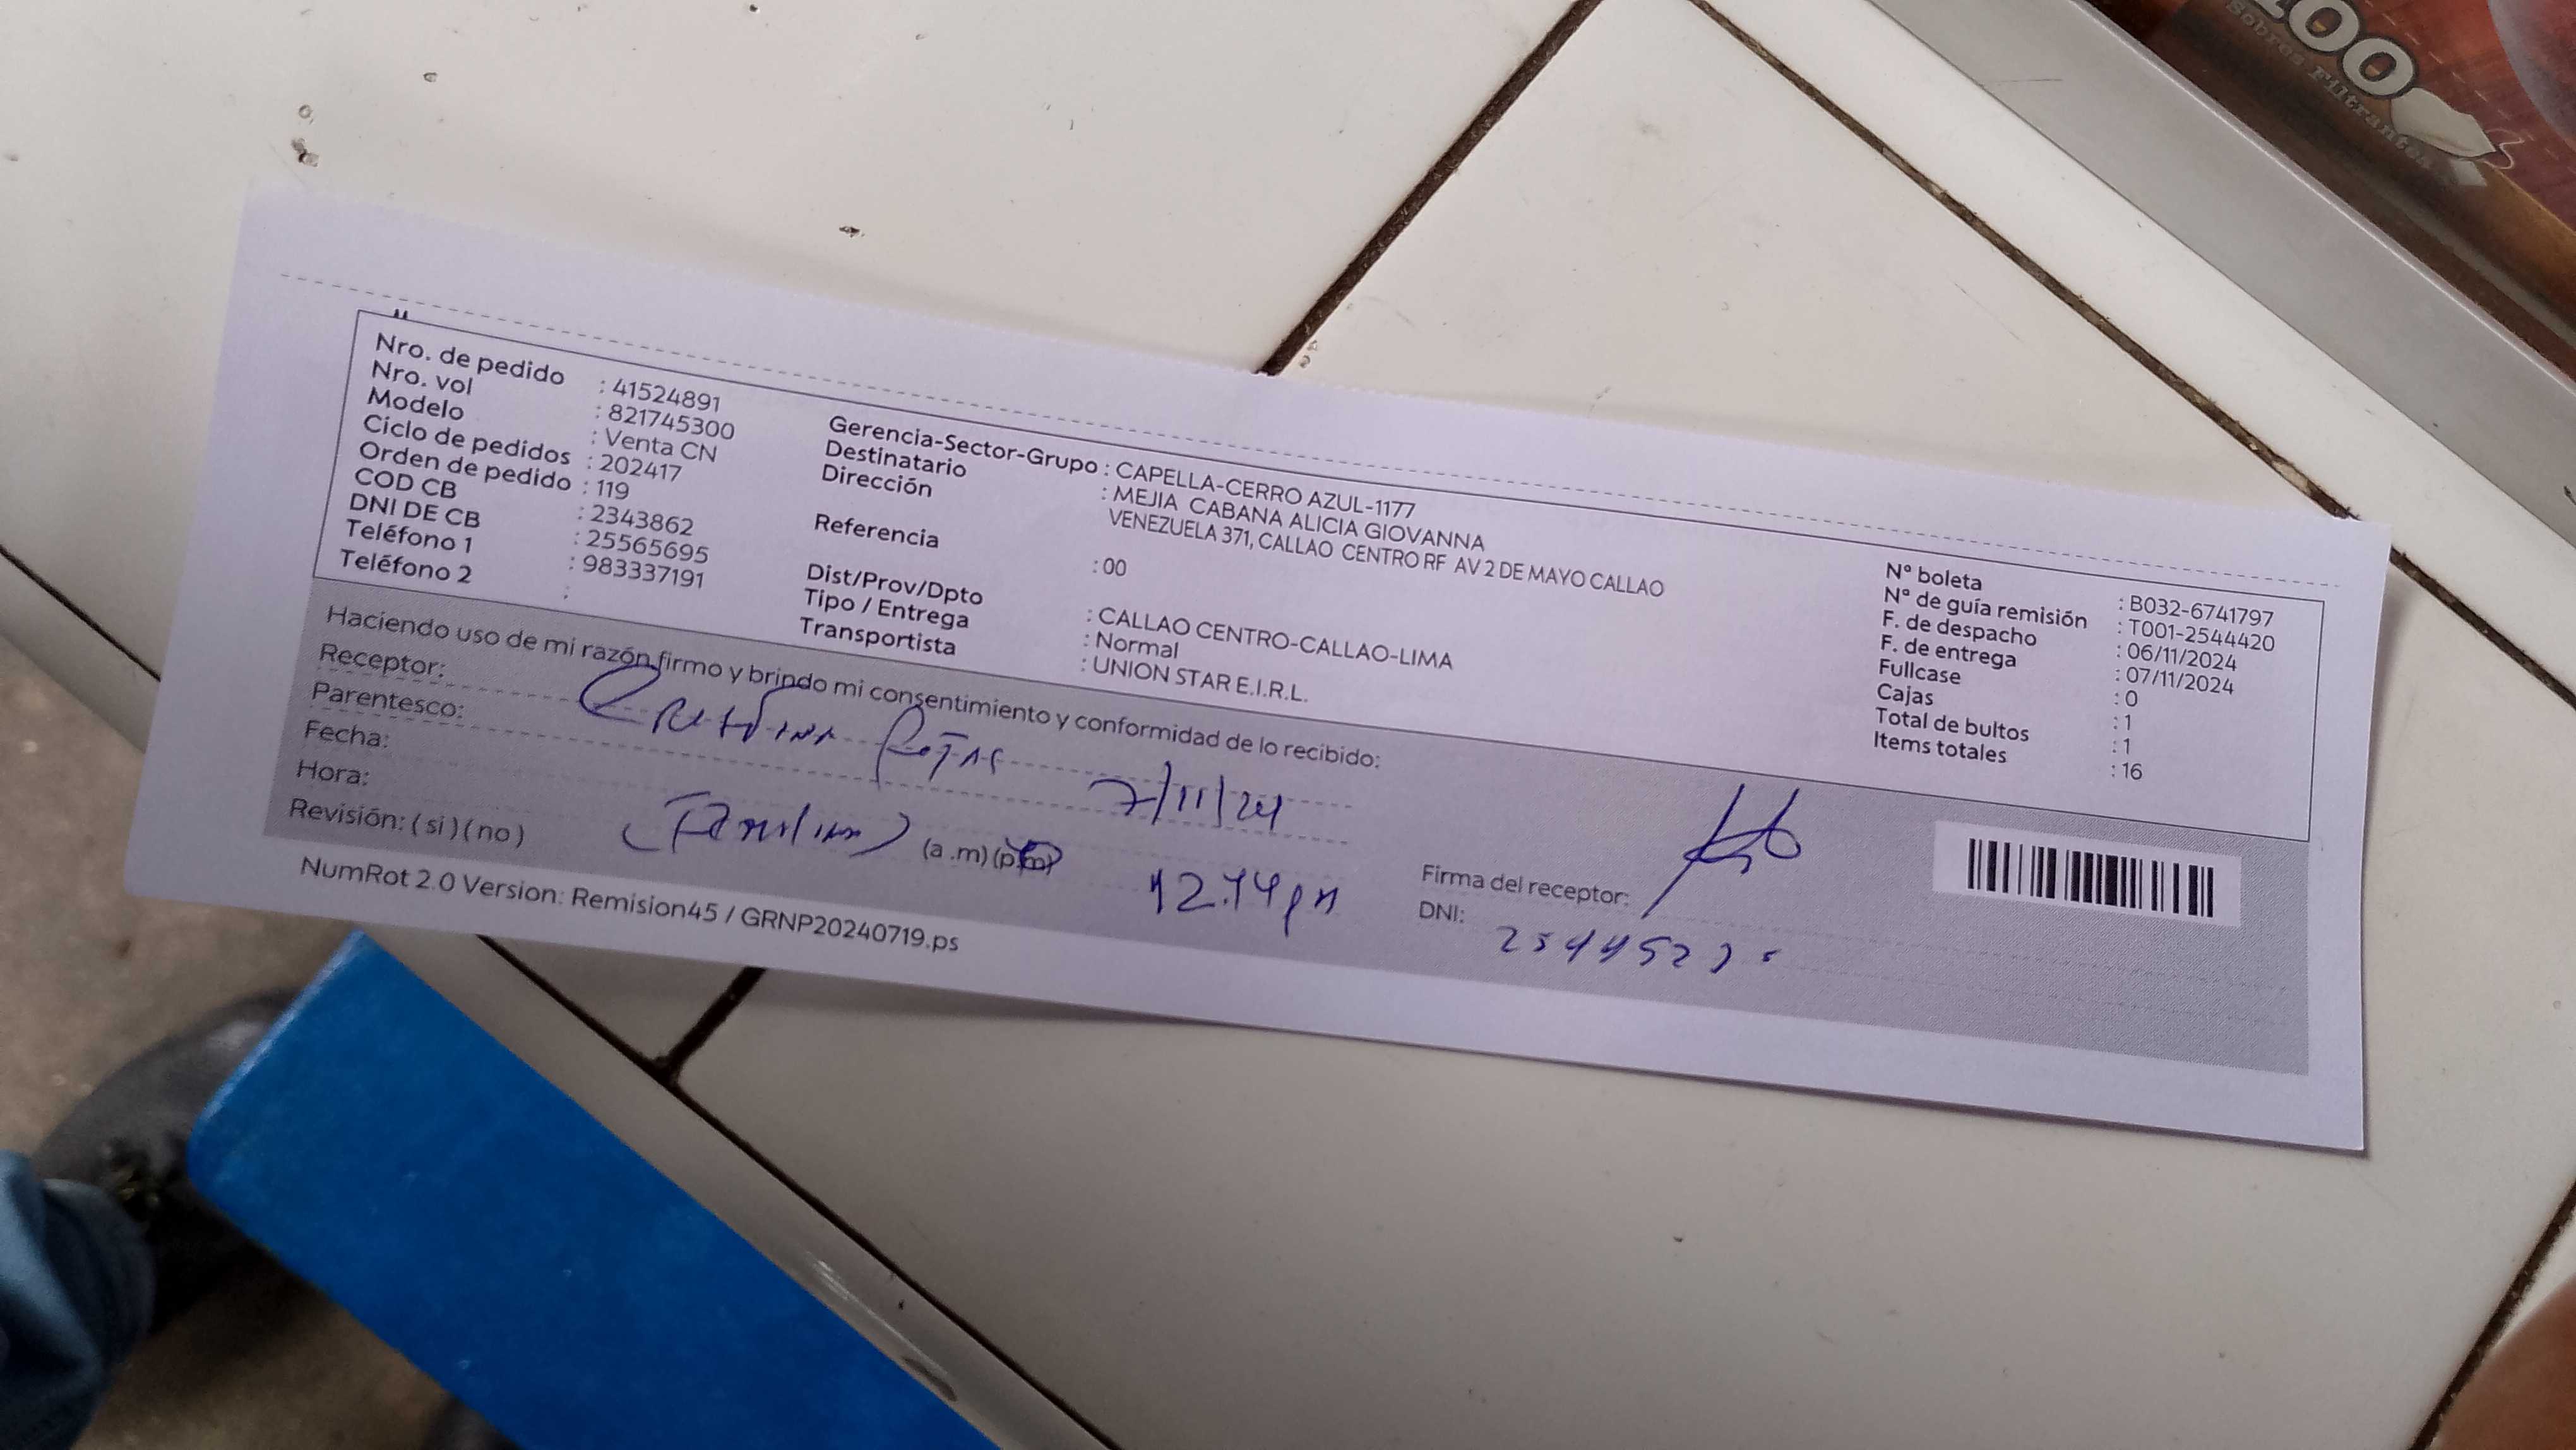 100
Sobres Filtrantes
Nro. de pedido : 41524891
Nro. vol : 821745300
Modelo : Venta CN
Ciclo de pedidos : 202417
Orden de pedido : 119
COD CB : 2343862
DNI DE CB : 25565695
Teléfono 1 : 983337191
Teléfono 2 :
Gerencia-Sector-Grupo : CAPELLA-CERRO AZUL-1177
Destinatario : MEJIA CABANA ALICIA GIOVANNA
Dirección VENEZUELA 371, CALLAO CENTRO RF AV 2 DE MAYO CALLAO
Referencia : 00
Dist/Prov/Dpto : CALLAO CENTRO-CALLAO-LIMA
Tipo / Entrega : Normal
Transportista : UNION STAR E.I.R.L.
N° boleta : B032-6741797
N° de guía remisión : T001-2544420
F. de despacho : 06/11/2024
F. de entrega : 07/11/2024
Fullcase : 0
Cajas : 1
Total de bultos : 1
Items totales : 16
Haciendo uso de mi razón firmo y brindo mi consentimiento y conformidad de lo recibido:
Receptor: Rojas
Parentesco:
Fecha: 7/11/24
Hora: (a .m) (p.m)
Revisión: ( si ) ( no )
Firma del receptor:
DNI:
NumRot 2.0 Version: Remision45 / GRNP20240719.ps